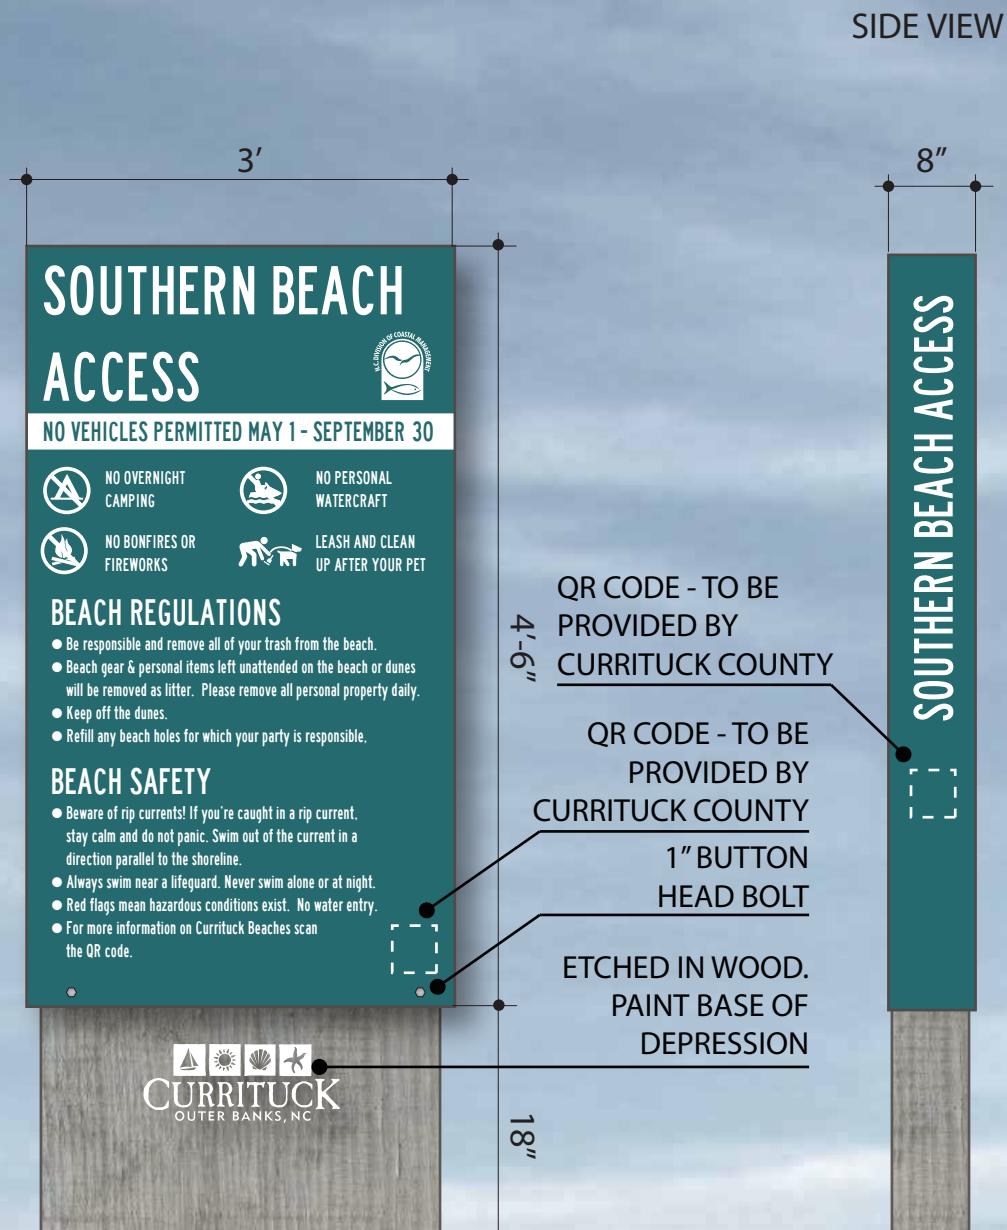 SIDE VIEW
3’
8”
SOUTHERN BEACH
ACCESS
N.C. DIVISION OF COASTAL MANAGEMENT
NO VEHICLES PERMITTED MAY 1 - SEPTEMBER 30
NO OVERNIGHT
CAMPING
NO PERSONAL
WATERCRAFT
NO BONFIRES OR
FIREWORKS
LEASH AND CLEAN
UP AFTER YOUR PET
BEACH REGULATIONS
● Be responsible and remove all of your trash from the beach.
● Beach gear & personal items left unattended on the beach or dunes
will be removed as litter. Please remove all personal property daily.
● Keep off the dunes.
● Refill any beach holes for which your party is responsible.
BEACH SAFETY
● Beware of rip currents! If you're caught in a rip current,
stay calm and do not panic. Swim out of the current in a
direction parallel to the shoreline.
● Always swim near a lifeguard. Never swim alone or at night.
● Red flags mean hazardous conditions exist. No water entry.
● For more information on Currituck Beaches scan
the QR code.
CURRITUCK
OUTER BANKS, NC
4’-6”
18”
QR CODE - TO BE
PROVIDED BY
CURRITUCK COUNTY
QR CODE - TO BE
PROVIDED BY
CURRITUCK COUNTY
1” BUTTON
HEAD BOLT
ETCHED IN WOOD.
PAINT BASE OF
DEPRESSION
SOUTHERN BEACH ACCESS